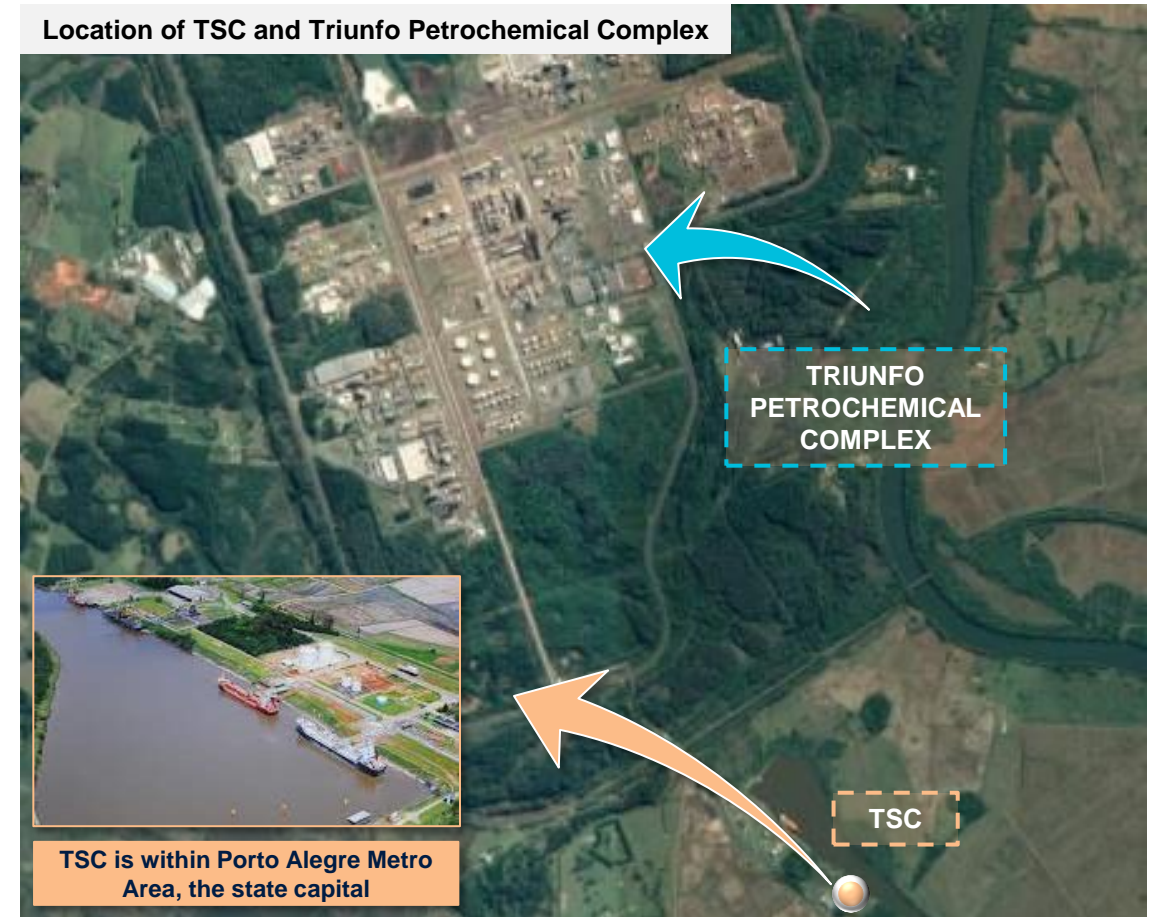 Location of TSC and Triunfo Petrochemical Complex
TRIUNFO
PETROCHEMICAL
COMPLEX
TSC
TSC is within Porto Alegre Metro
Area, the state capital